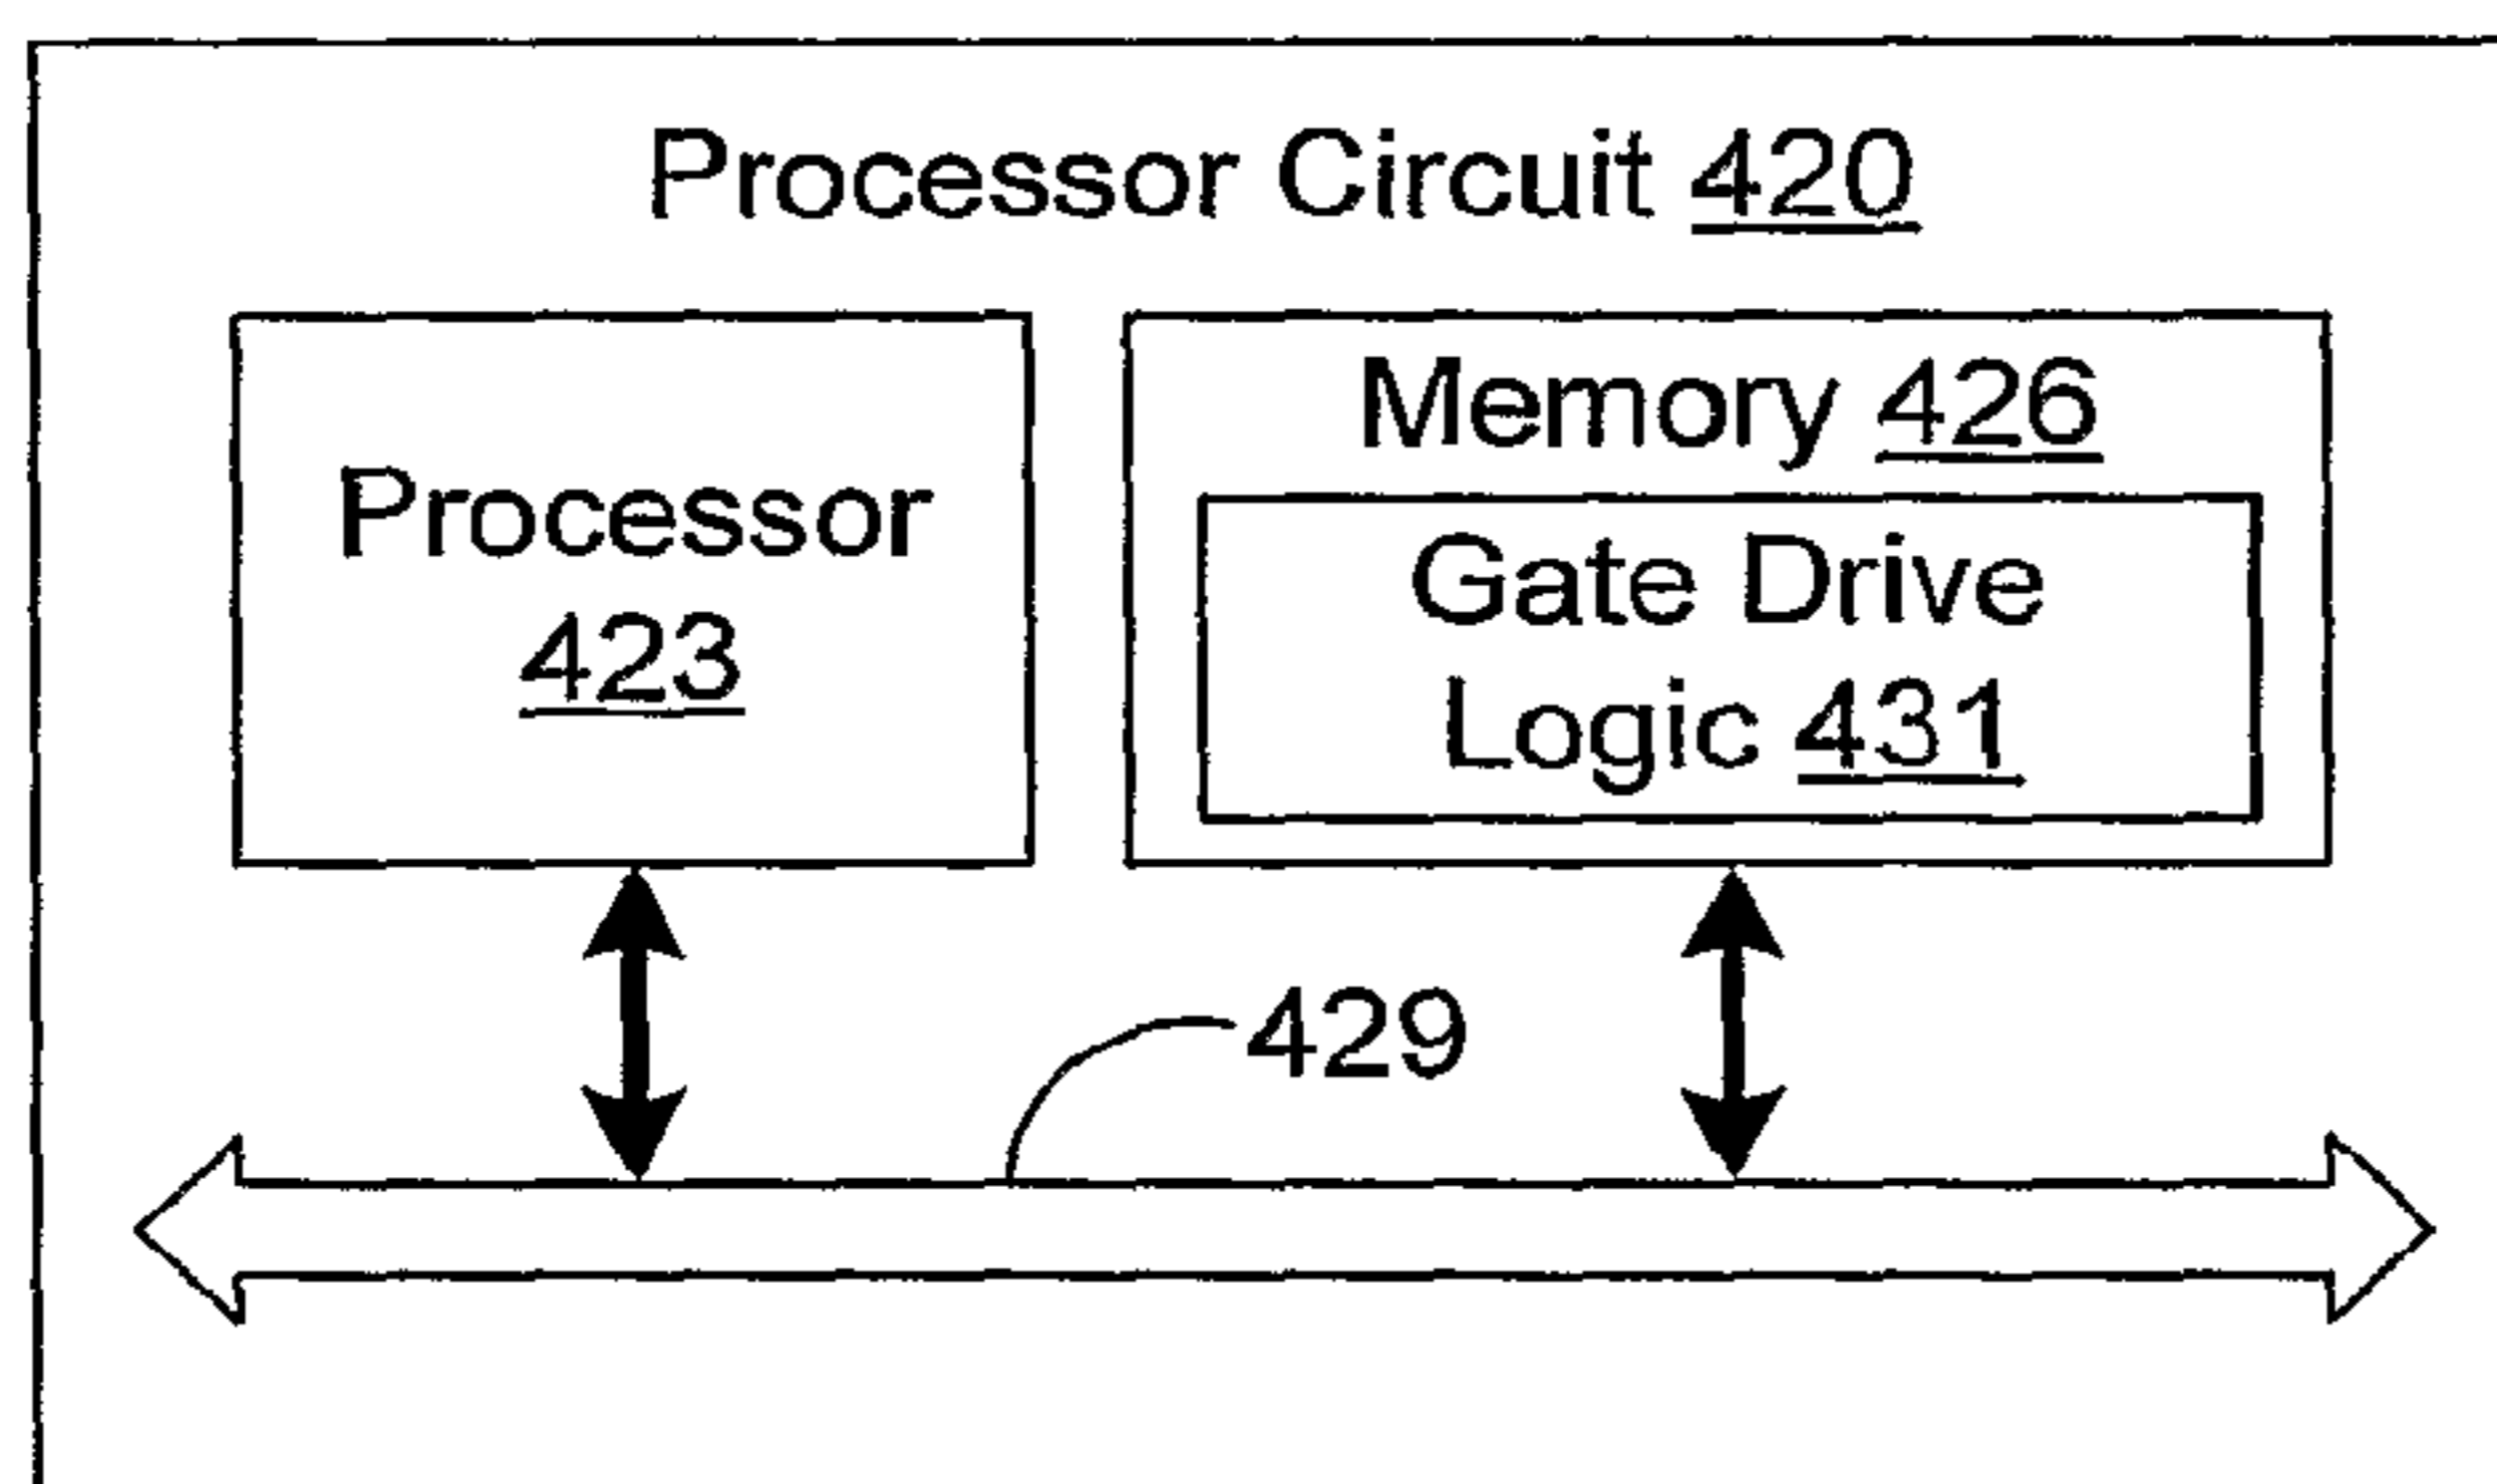 Processor Circuit 420
Processor
423
Memory 426
Gate Drive
Logic 431
429